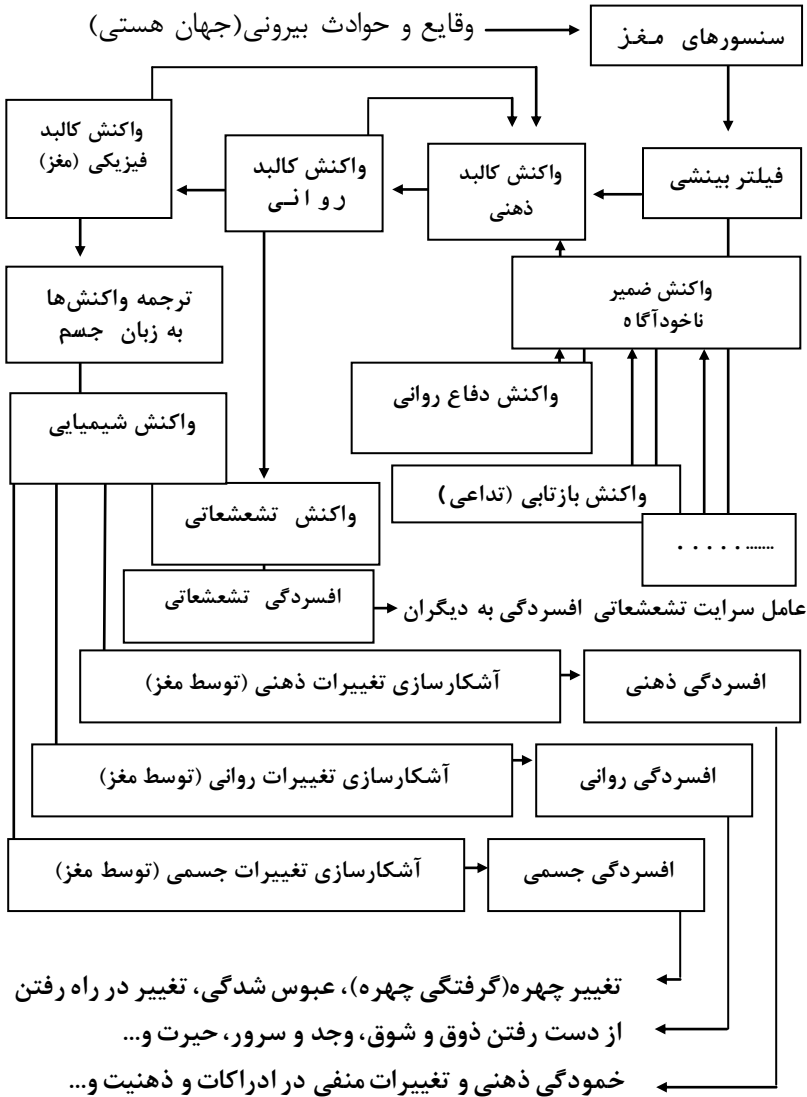 وقایع و حوادث بیرونی(جهان هستی)
سنسورهای مغز
فیلتر بینشی
واکنش کالبد
ذهنی
واکنش کالبد
روانی
واکنش کالبد
فیزیکی (مغز)
واکنش ضمیر
ناخودآگاه
ترجمه واکنش‌ها
به زبان جسم
واکنش دفاع روانی
واکنش شیمیایی
واکنش بازتابی (تداعی)
واکنش تشعشعاتی
............
افسردگی تشعشعاتی
عامل سرایت تشعشعاتی افسردگی به دیگران
آشکارسازی تغییرات ذهنی (توسط مغز)
افسردگی ذهنی
آشکارسازی تغییرات روانی (توسط مغز)
افسردگی روانی
آشکارسازی تغییرات جسمی (توسط مغز)
افسردگی جسمی
تغییر چهره(گرفتگی چهره)، عبوس شدگی، تغییر در راه رفتن
از دست رفتن ذوق و شوق، وجد و سرور، حیرت و...
خمودگی ذهنی و تغییرات منفی در ادراکات و ذهنیت و...